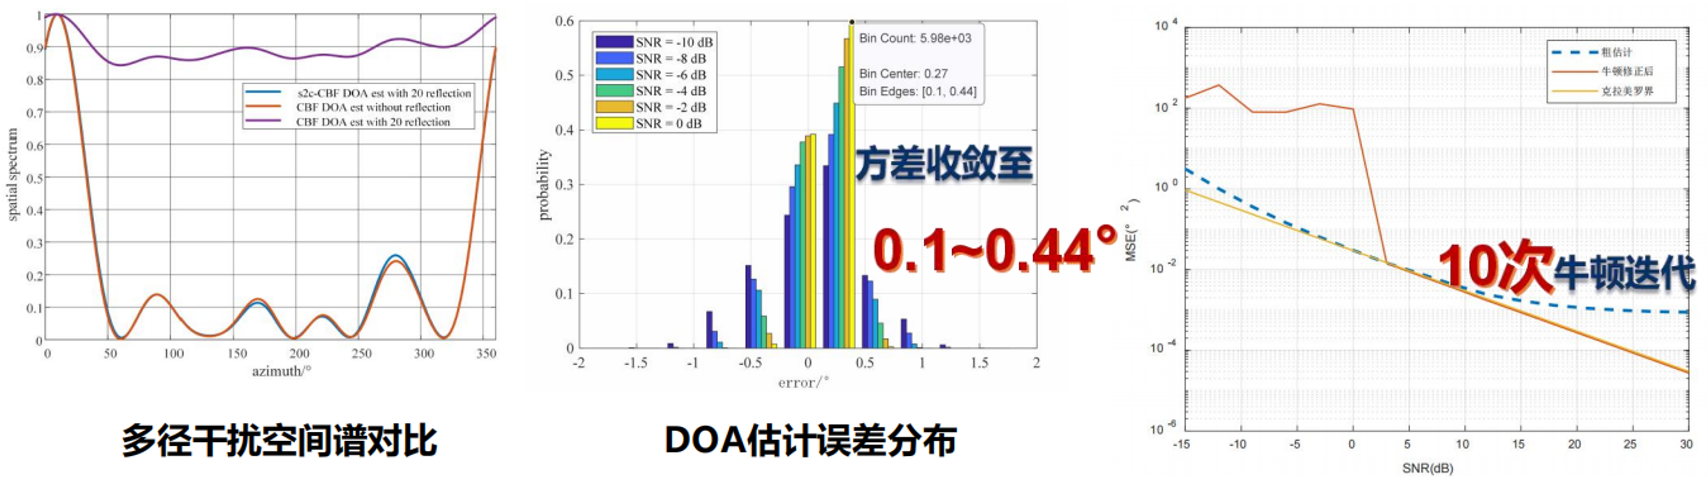 1
0.9
0.8
0.7
0.6
0.5
0.4
0.3
0.2
0.1
0
spatial spectrum
s2c-CBF DOA est with 20 reflection
CBF DOA est without reflection
CBF DOA est with 20 reflection
0 50 100 150 200 250 300 350
azimuth/°
多径干扰空间谱对比
0.6
0.5
0.4
0.3
0.2
0.1
0
probability
SNR = -10 dB
SNR = -8 dB
SNR = -6 dB
SNR = -4 dB
SNR = -2 dB
SNR = 0 dB
Bin Count: 5.98e+03
Bin Center: 0.27
Bin Edges: [0.1, 0.44]
方差收敛至
0.1~0.44°
-2 -1.5 -1 -0.5 0 0.5 1 1.5 2
error/°
DOA估计误差分布
10 4
10 2
10 0
10 -2
10 -4
10 -6
MSE(° 2)
粗估计
牛顿修正后
克拉美罗界
10次牛顿迭代
-15 -10 -5 0 5 10 15 20 25 30
SNR(dB)